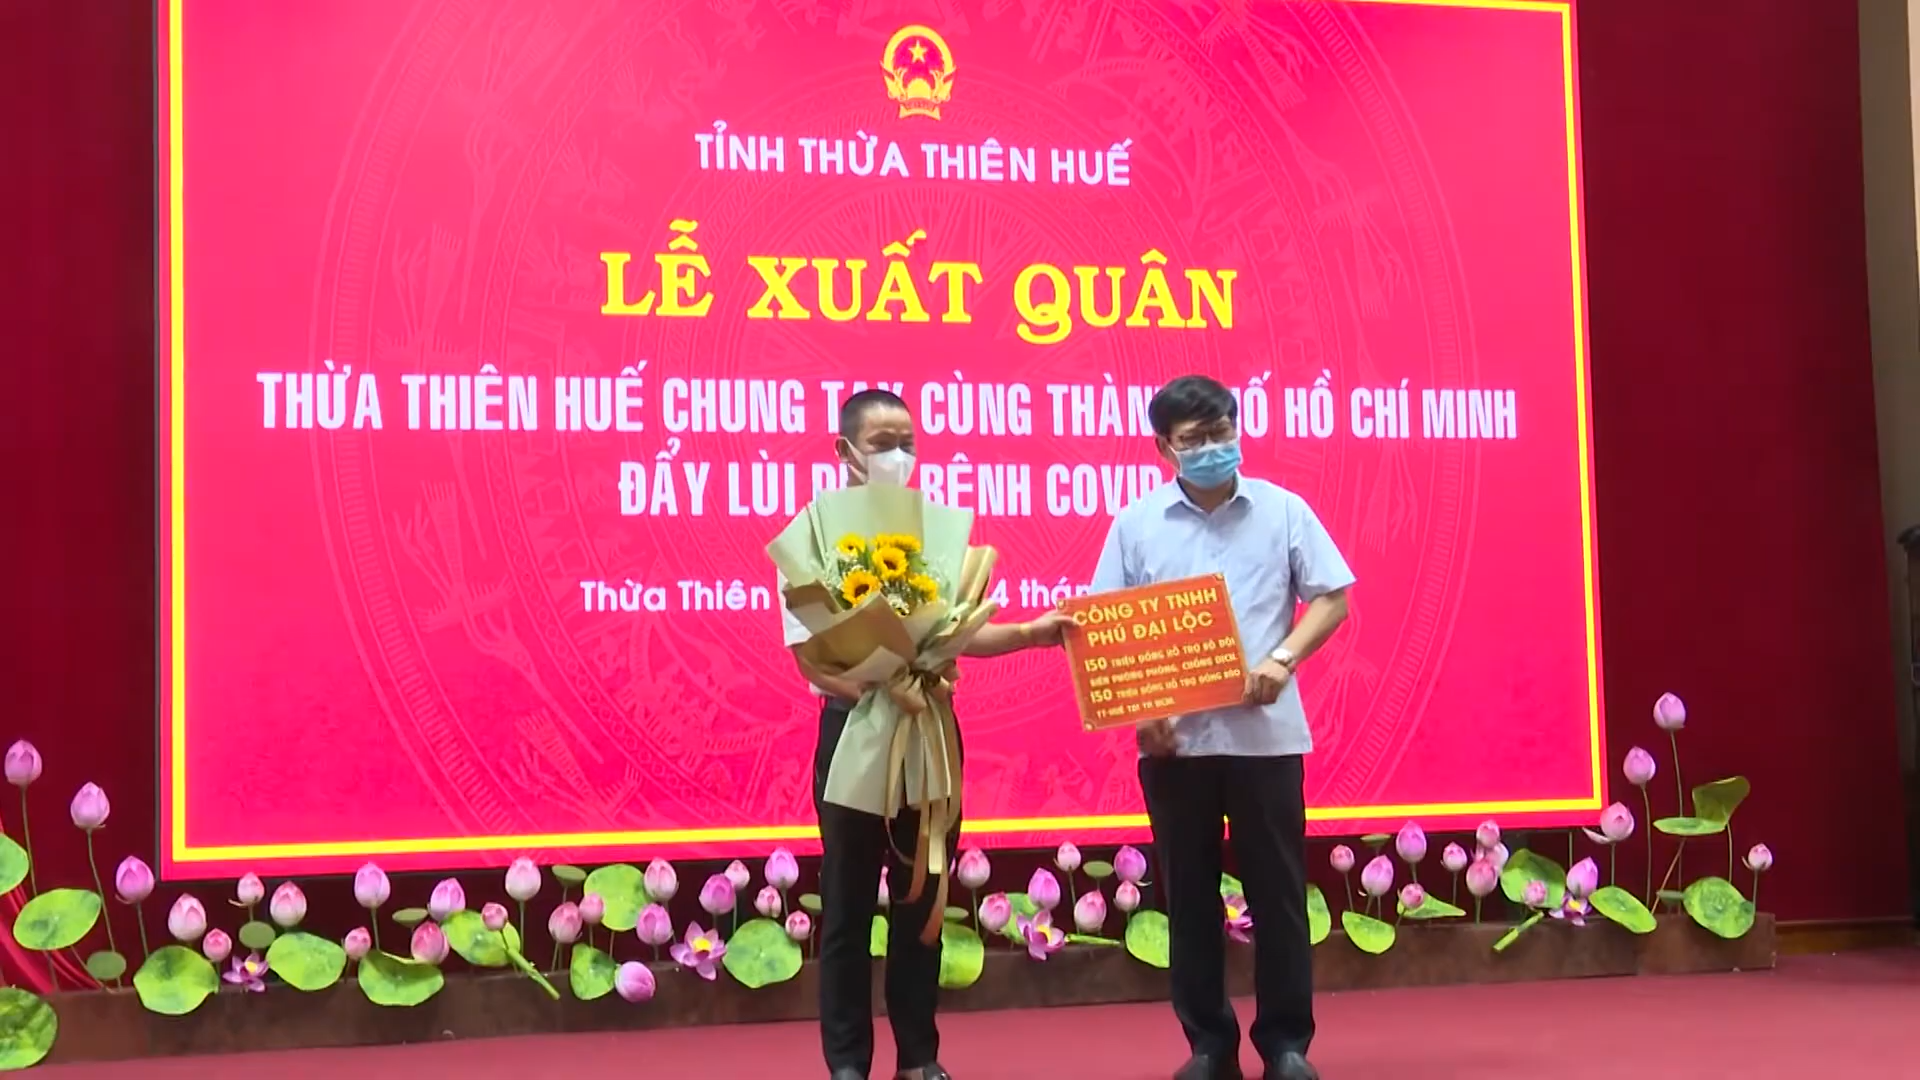 TỈNH THỪA THIÊN HUẾ
LỄ XUẤT QUÂN
THỪA THIÊN HUẾ CHUNG TAY CÙNG THÀNH PHỐ HỒ CHÍ MINH
ĐẨY LÙI BỆNH COVID
Thừa Thiên 4 thán
CÔNG TY TNHH
PHÚ ĐẠI LỘC
150 TRIỆU ĐỒNG HỖ TRỢ BỘ ĐỘI
BIÊN PHÒNG PHÒNG, CHỐNG DỊCH.
150 TRIỆU ĐỒNG HỖ TRỢ ĐỒNG BÀO
TT-HUẾ TẠI TP HCM.